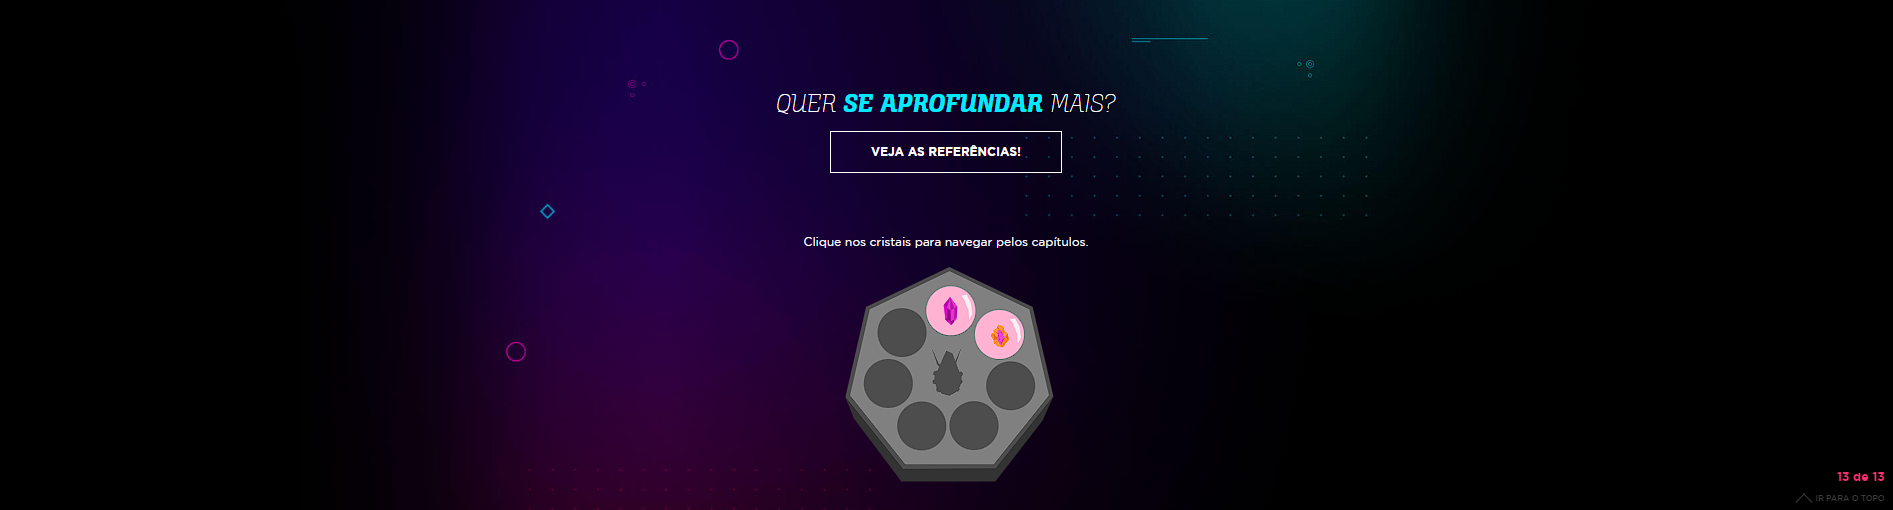 QUER SE APROFUNDAR MAIS?
VEJA AS REFERÊNCIAS!
Clique nos cristais para navegar pelos capítulos.
13 de 13
IR PARA O TOPO